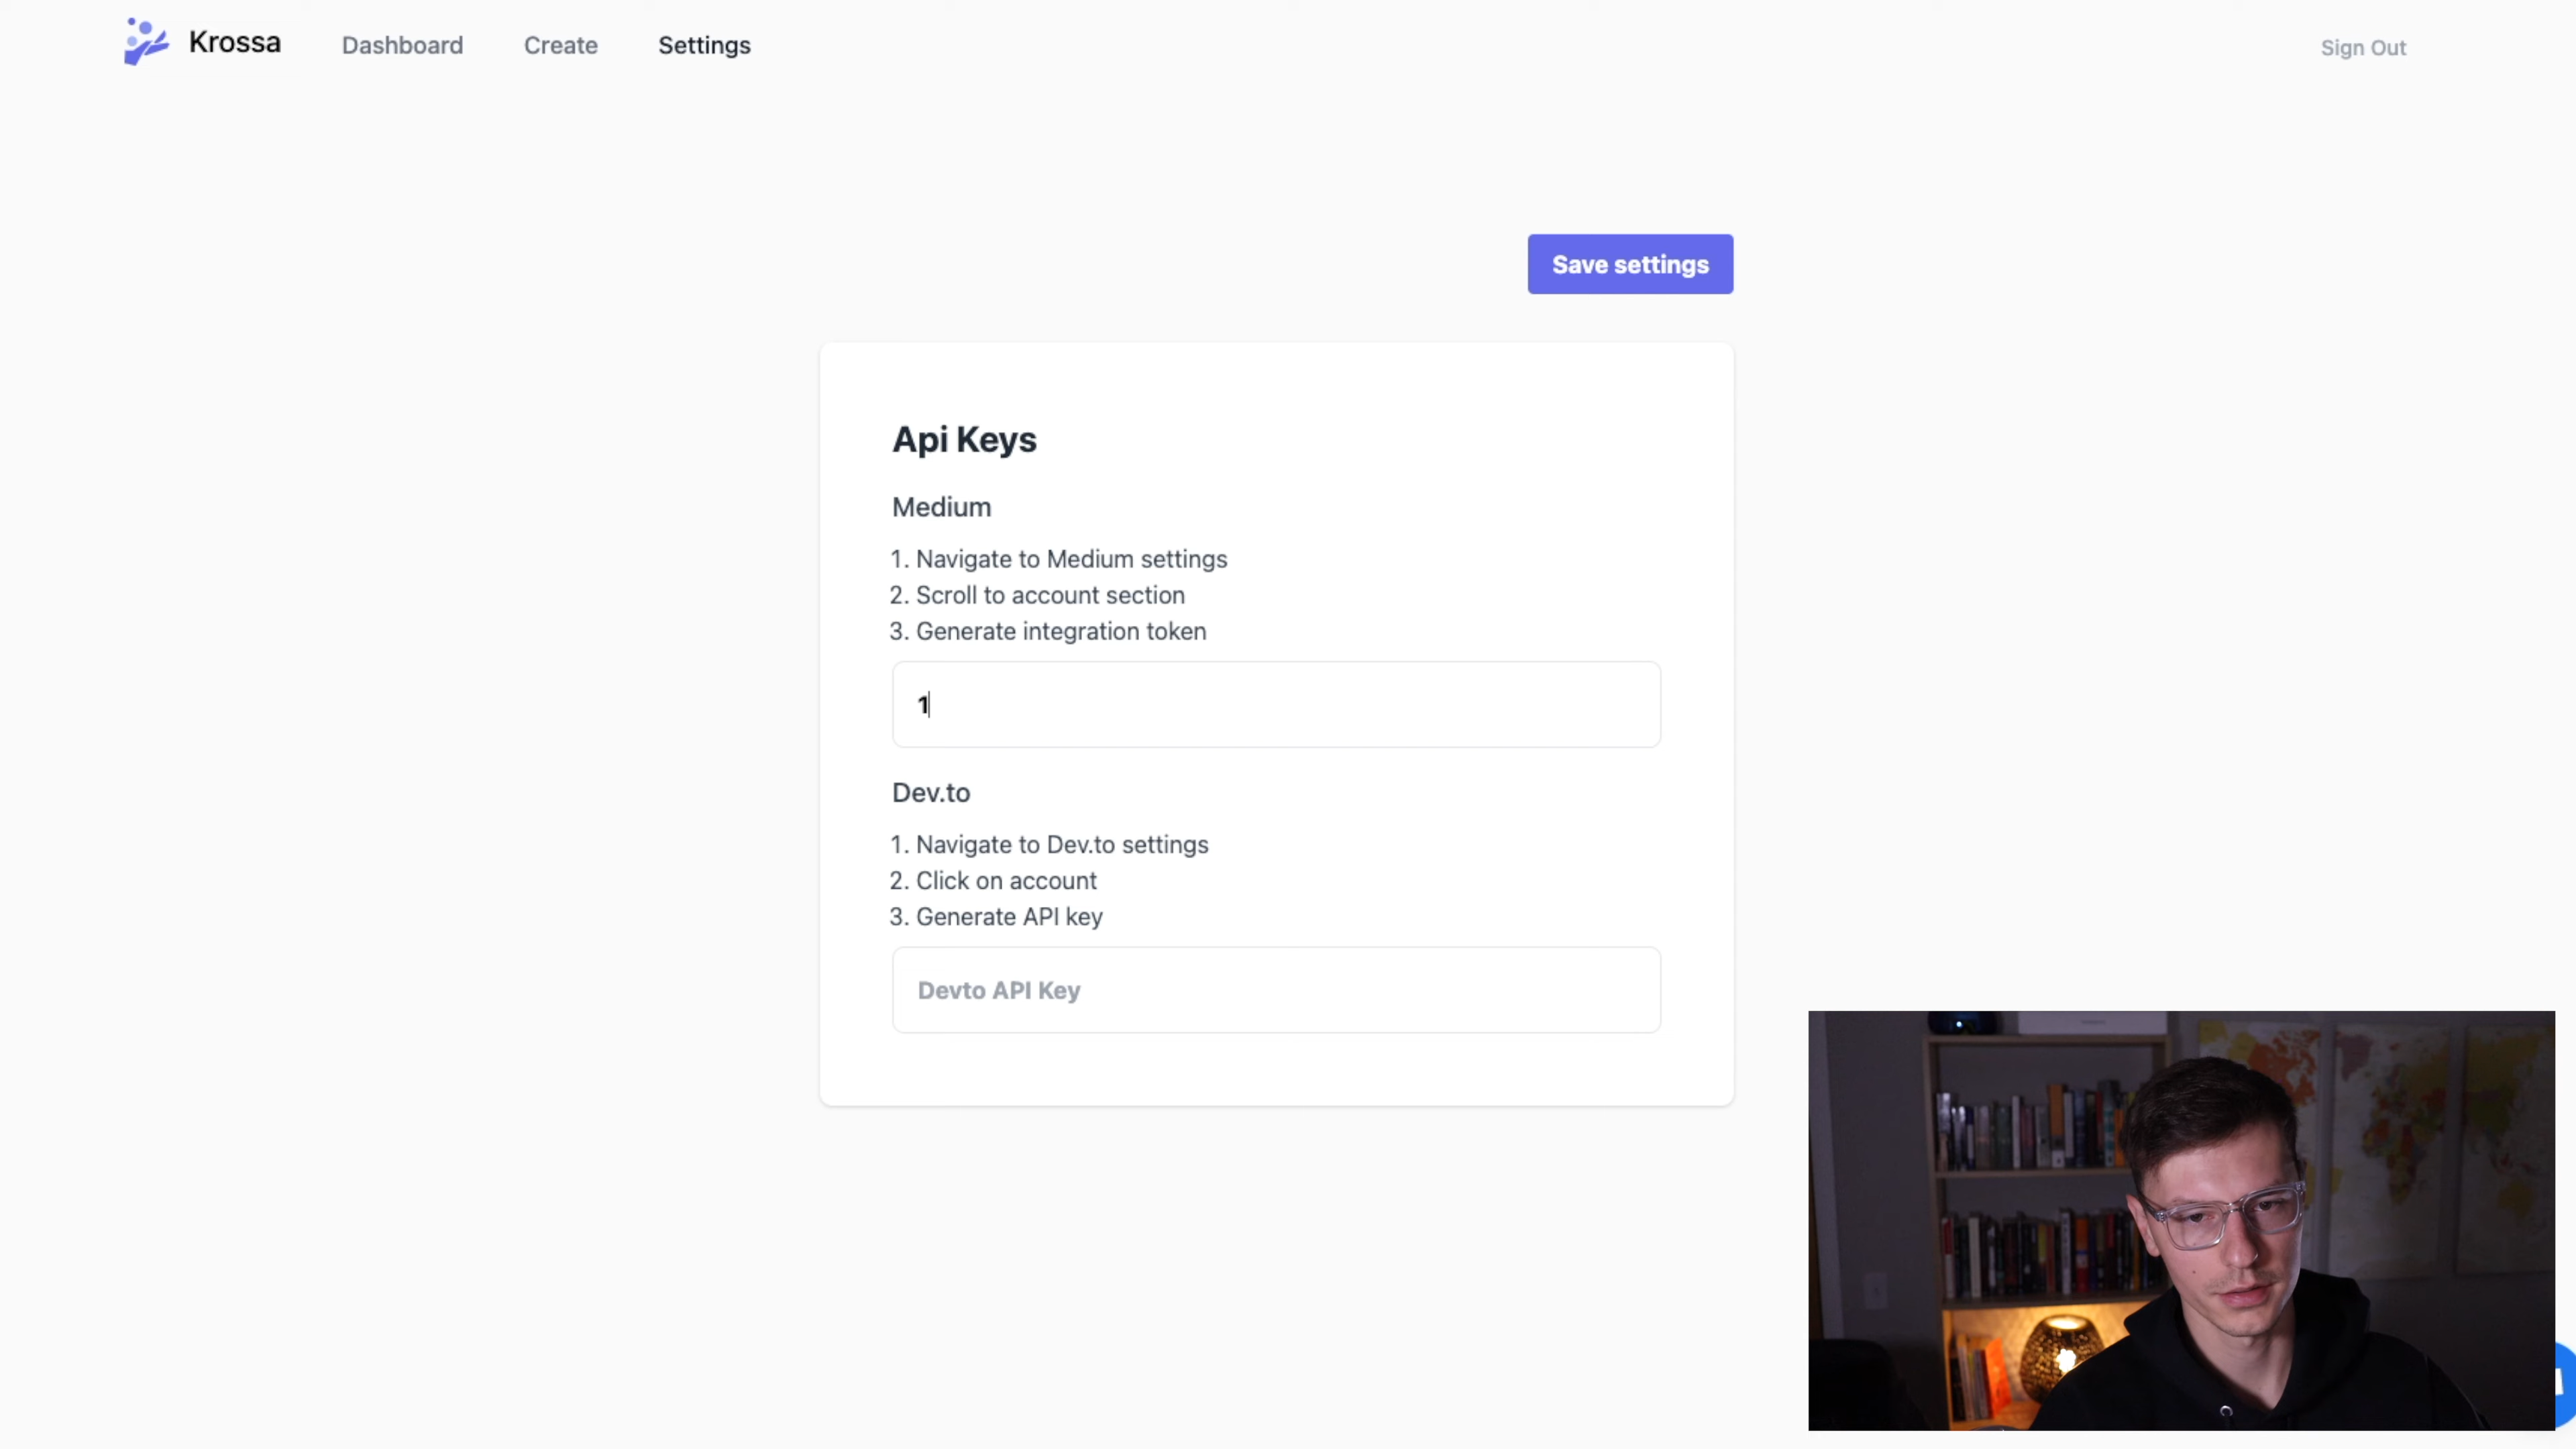 Krossa
Dashboard
Create
Settings
Sign Out
Save settings
Api Keys
Medium
1. Navigate to Medium settings
2. Scroll to account section
3. Generate integration token
1
Dev.to
1. Navigate to Dev.to settings
2. Click on account
3. Generate API key
Devto API Key